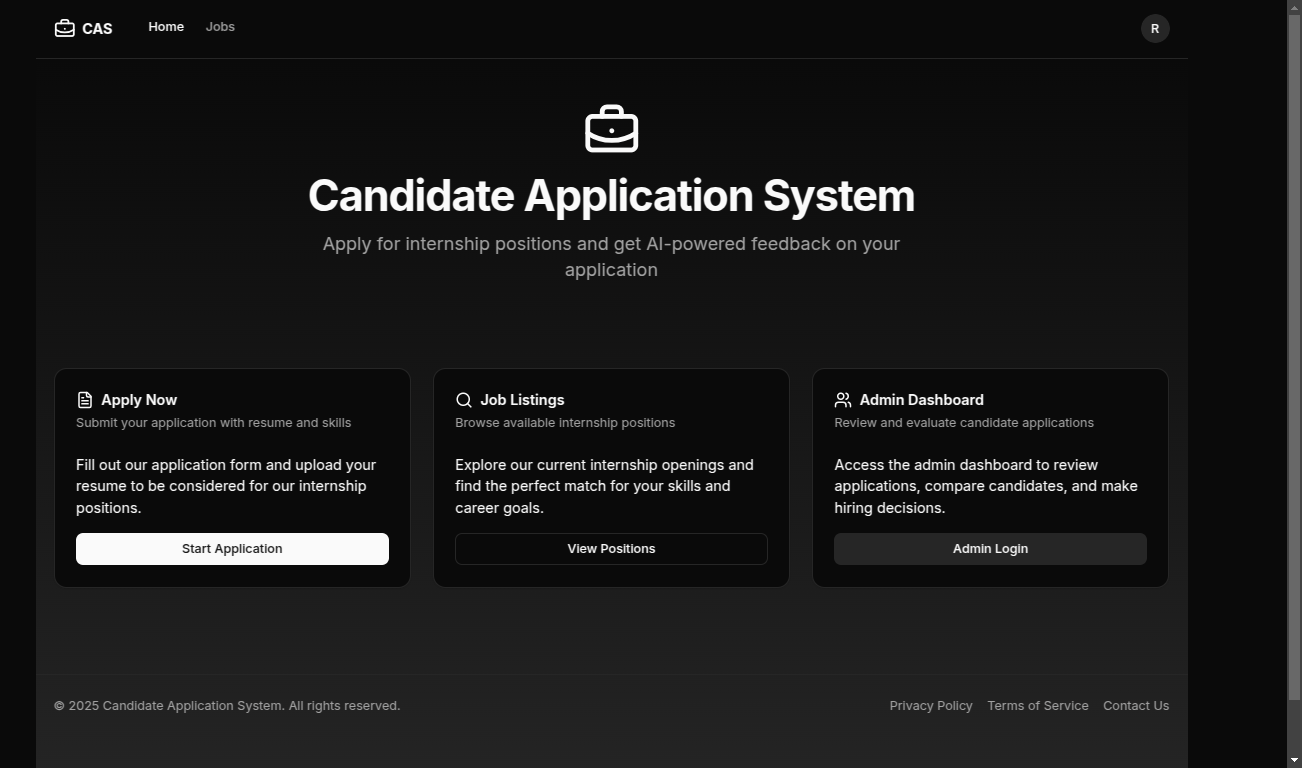 CAS Home Jobs R
Candidate Application System
Apply for internship positions and get AI-powered feedback on your
application
Apply Now
Submit your application with resume and skills
Fill out our application form and upload your
resume to be considered for our internship
positions.
Start Application
Job Listings
Browse available internship positions
Explore our current internship openings and
find the perfect match for your skills and
career goals.
View Positions
Admin Dashboard
Review and evaluate candidate applications
Access the admin dashboard to review
applications, compare candidates, and make
hiring decisions.
Admin Login
© 2025 Candidate Application System. All rights reserved.
Privacy Policy Terms of Service Contact Us